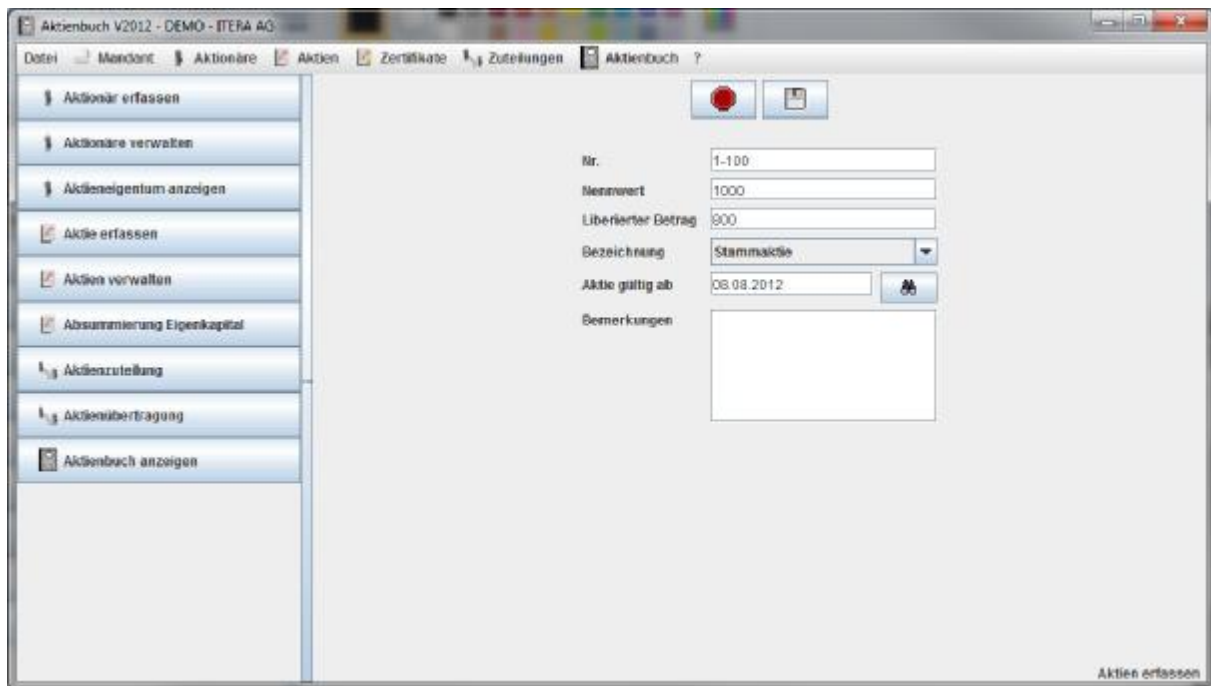 Aktienbuch V2012 - DEMO - ITERA AG
Datei Mandant Aktionäre Aktien Zertifikate Zuteilungen Aktienbuch ?
Aktionär erfassen
Aktionäre verwalten
Aktieneigentum anzeigen
Aktie erfassen
Aktien verwalten
Absummierung Eigenkapital
Aktienzuteilung
Aktienübertragung
Aktienbuch anzeigen
Nr. 1-100
Nennwert 1000
Liberierter Betrag 800
Bezeichnung Stammaktie
Aktie gültig ab 08.08.2012
Bemerkungen
Aktien erfassen